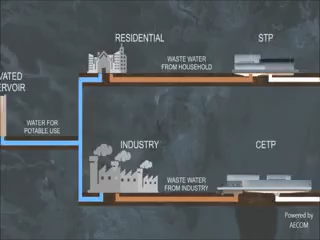 RESIDENTIAL
STP
WASTE WATER
FROM HOUSEHOLD
VATED
ERVOIR
WATER FOR
POTABLE USE
INDUSTRY
CETP
WASTE WATER
FROM INDUSTRY
Powered by
AECOM